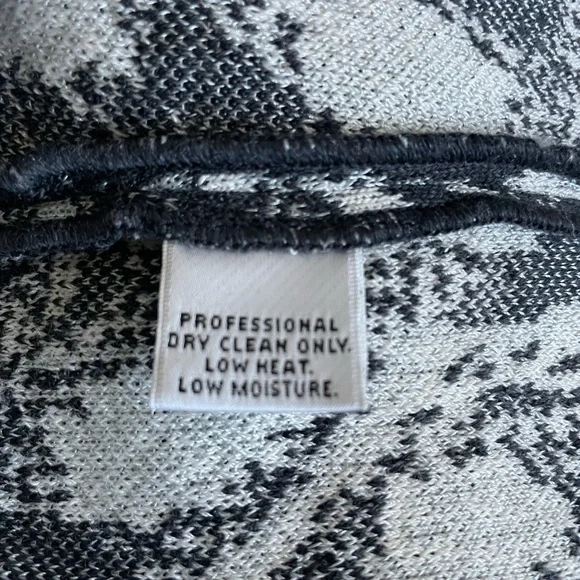 PROFESSIONAL
DRY CLEAN ONLY.
LOW HEAT.
LOW MOISTURE.